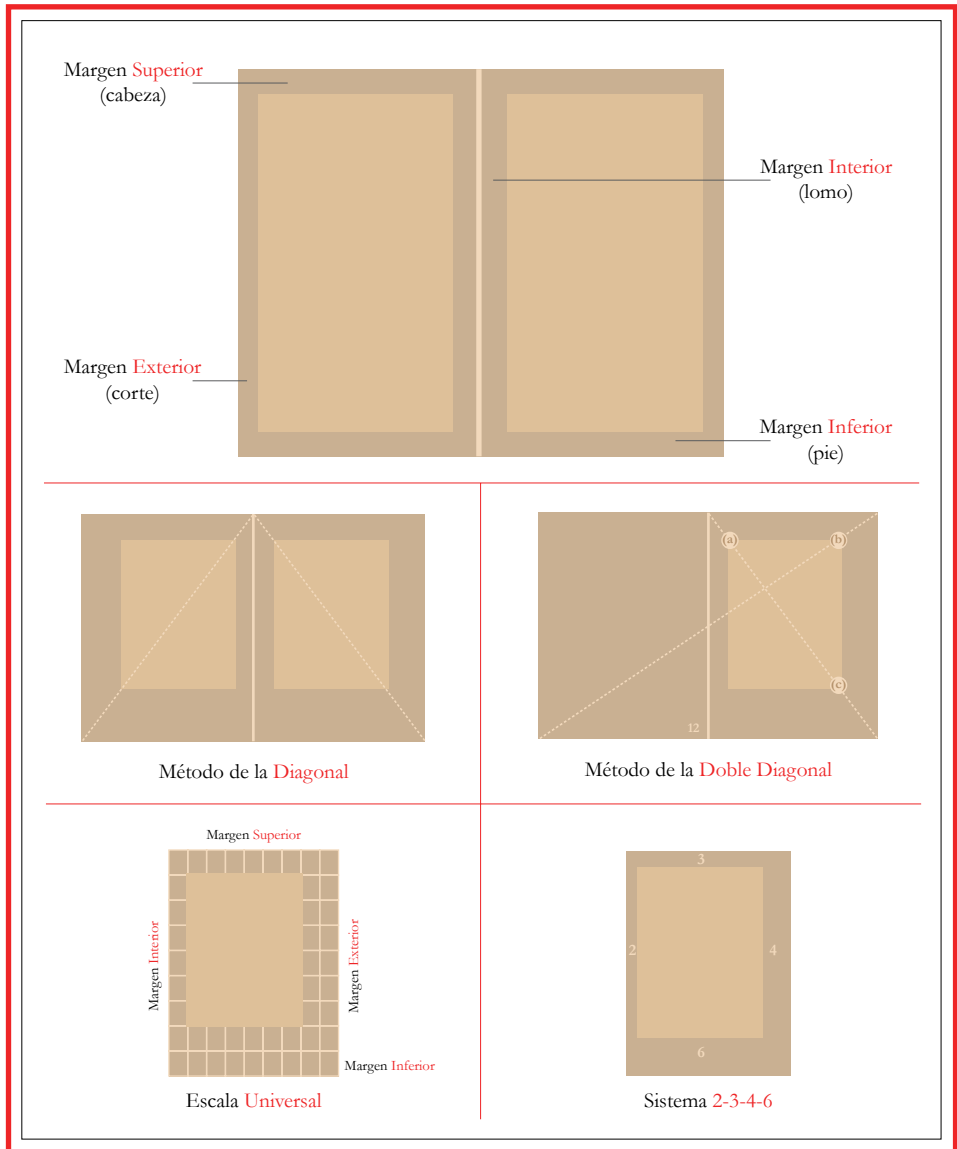 Margen Superior
(cabeza)
Margen Interior
(lomo)
Margen Exterior
(corte)
Margen Inferior
(pie)
(a)
(b)
(c)
12
Método de la Diagonal
Método de la Doble Diagonal
Margen Superior
Margen Interior
Margen Exterior
Margen Inferior
Escala Universal
3
2
4
6
Sistema 2-3-4-6